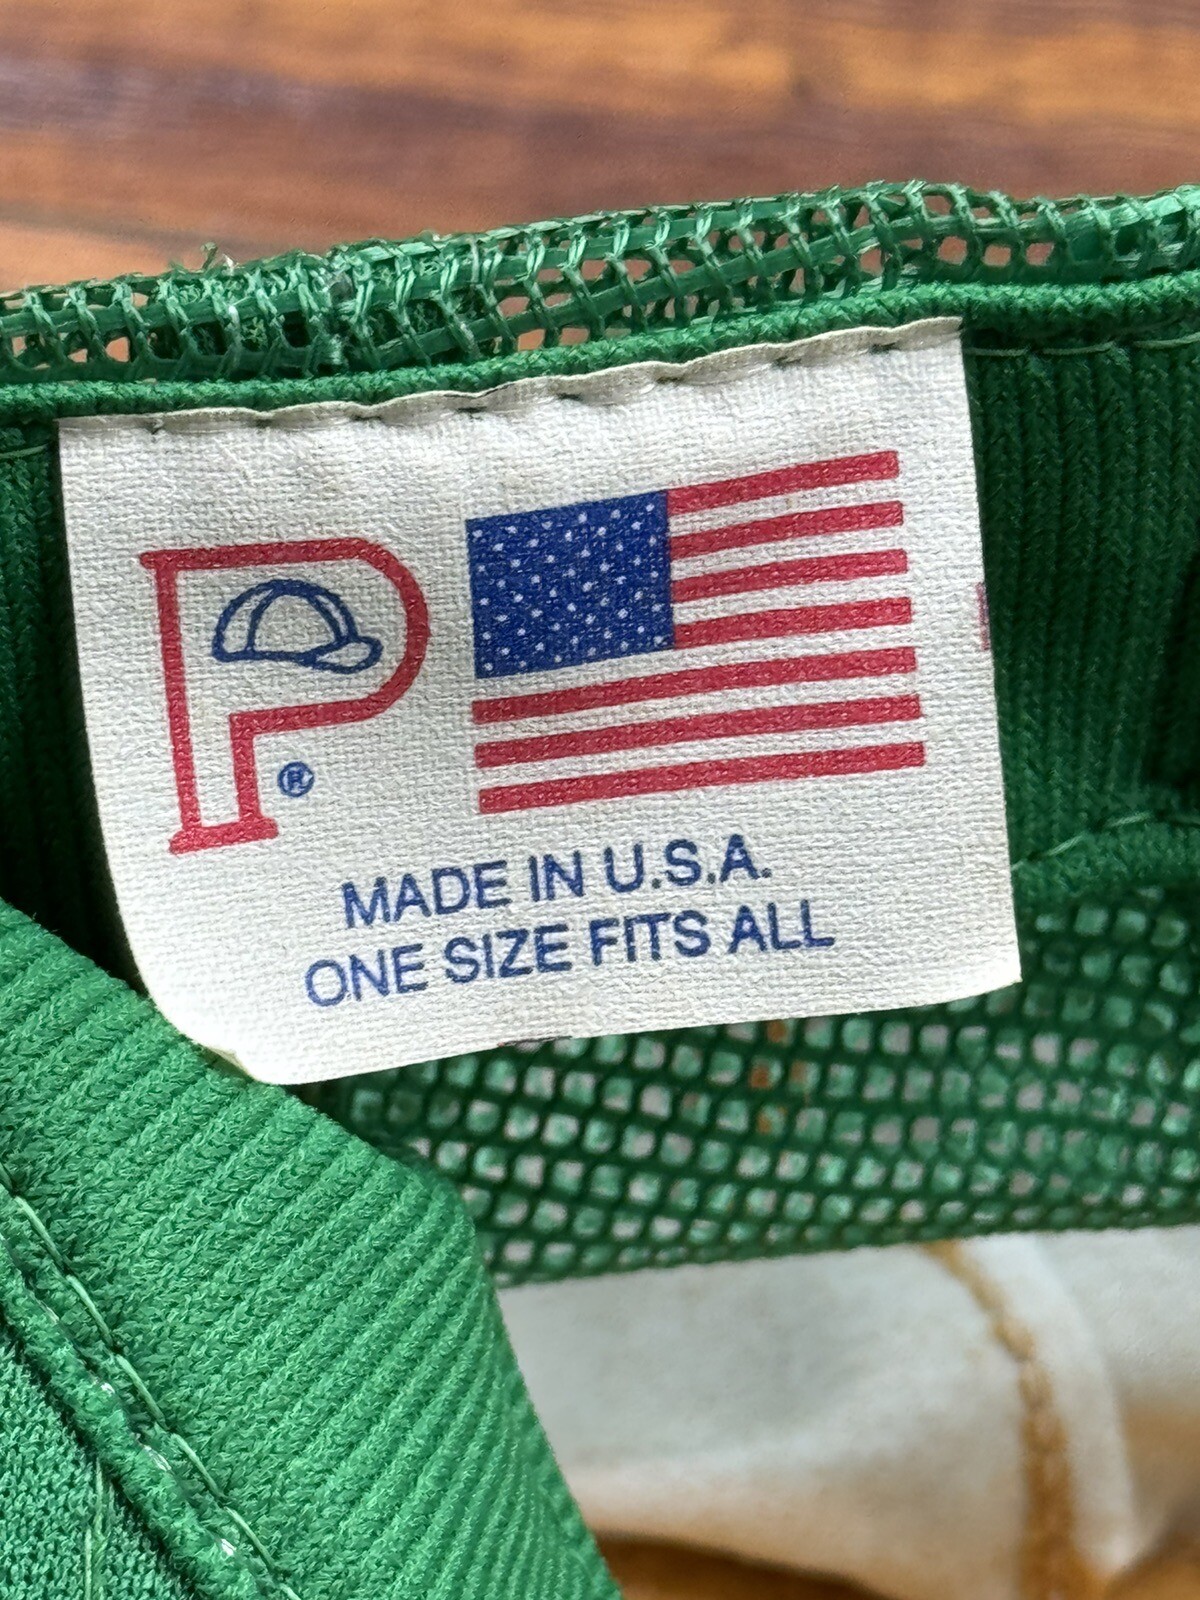 P®
MADE IN U.S.A.
ONE SIZE FITS ALL